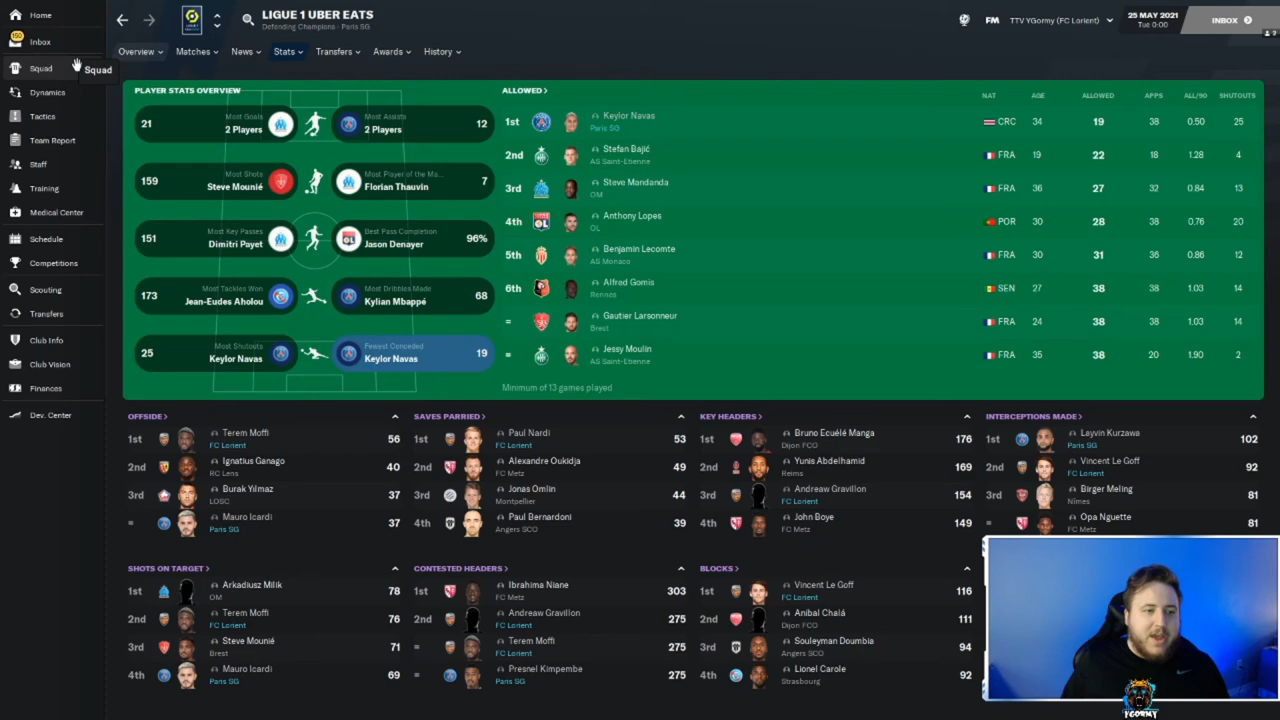 Home
Inbox
Squad
Squad
Dynamics
Tactics
Team Report
Staff
Training
Medical Center
Schedule
Competitions
Scouting
Transfers
Club Info
Club Vision
Finances
Dev. Center
LIGUE 1 UBER EATS
Defending Champions - Paris SG
FM TTV YGormy (FC Lorient)
25 MAY 2021
Tue 0:00
INBOX
2
Overview Matches News Stats Transfers Awards History
PLAYER STATS OVERVIEW
21 Most Goals
2 Players
Most Assists 12
2 Players
159 Most Shots
Steve Mounié
Most Player of the Ma... 7
Florian Thauvin
151 Most Key Passes
Dimitri Payet
Best Pass Completion 96%
Jason Denayer
173 Most Tackles Won
Jean-Eudes Aholou
Most Dribbles Made 68
Kylian Mbappé
25 Most Shutouts
Keylor Navas
Fewest Conceded 19
Keylor Navas
ALLOWED NAT AGE ALLOWED APPS ALL/90 SHUTOUTS
1st Keylor Navas CRC 34 19 38 0.50 25
Paris SG
2nd Stefan Bajić FRA 19 22 18 1.28 4
AS Saint-Etienne
3rd Steve Mandanda FRA 36 27 32 0.84 13
OM
4th Anthony Lopes POR 30 28 38 0.76 20
OL
5th Benjamin Lecomte FRA 30 31 36 0.86 12
AS Monaco
6th Alfred Gomis SEN 27 38 38 1.03 14
Rennes
= Gautier Larsonneur FRA 24 38 38 1.03 14
Brest
= Jessy Moulin FRA 35 38 20 1.90 2
AS Saint-Etienne
Minimum of 13 games played
OFFSIDE
1st Terem Moffi 56
FC Lorient
2nd Ignatius Ganago 40
RC Lens
3rd Burak Yilmaz 37
LOSC
= Mauro Icardi 37
Paris SG
SAVES PARRIED
1st Paul Nardi 53
FC Lorient
2nd Alexandre Oukidja 49
FC Metz
3rd Jonas Omlin 44
Montpellier
4th Paul Bernardoni 39
Angers SCO
KEY HEADERS
1st Bruno Ecuélé Manga 176
Dijon FCO
2nd Yunis Abdelhamid 169
Reims
3rd Andreaw Gravillon 154
FC Lorient
4th John Boye 149
FC Metz
INTERCEPTIONS MADE
1st Layvin Kurzawa 102
Paris SG
2nd Vincent Le Goff 92
FC Lorient
3rd Birger Meling 81
Nîmes
= Opa Nguette 81
FC Metz
SHOTS ON TARGET
1st Arkadiusz Milik 78
OM
2nd Terem Moffi 76
FC Lorient
3rd Steve Mounié 71
Brest
4th Mauro Icardi 69
Paris SG
CONTESTED HEADERS
1st Ibrahima Niane 303
FC Metz
2nd Andreaw Gravillon 275
FC Lorient
= Terem Moffi 275
FC Lorient
= Presnel Kimpembe 275
Paris SG
BLOCKS
1st Vincent Le Goff 116
FC Lorient
2nd Anibal Chalá 111
Dijon FCO
3rd Souleyman Doumbia 94
Angers SCO
4th Lionel Carole 92
Strasbourg
YGORMY